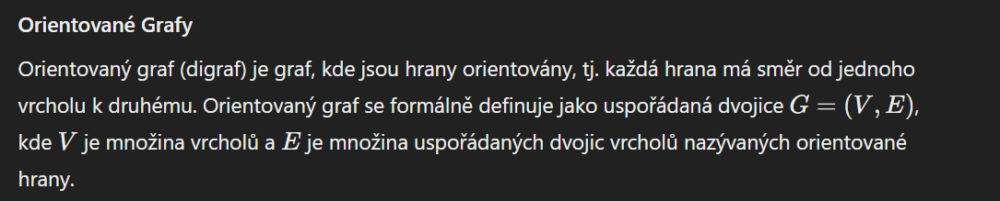 Orientované Grafy
Orientovaný graf (digraf) je graf, kde jsou hrany orientovány, tj. každá hrana má směr od jednoho
vrcholu k druhému. Orientovaný graf se formálně definuje jako uspořádaná dvojice G = (V, E),
kde V je množina vrcholů a E je množina uspořádaných dvojic vrcholů nazývaných orientované
hrany.